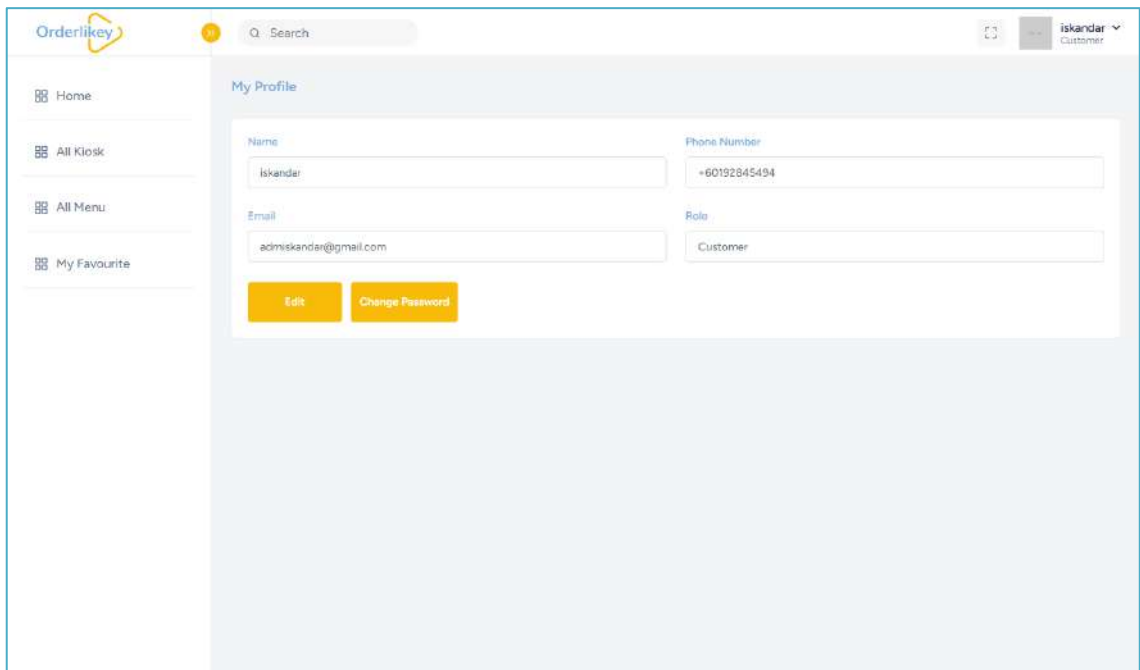 Orderlikey
Search
iskandar
Customer
Home
All Kiosk
All Menu
My Favourite
My Profile
Name
Phone Number
iskandar
+60192845494
Email
Role
admiskandar@gmail.com
Customer
Edit
Change Password